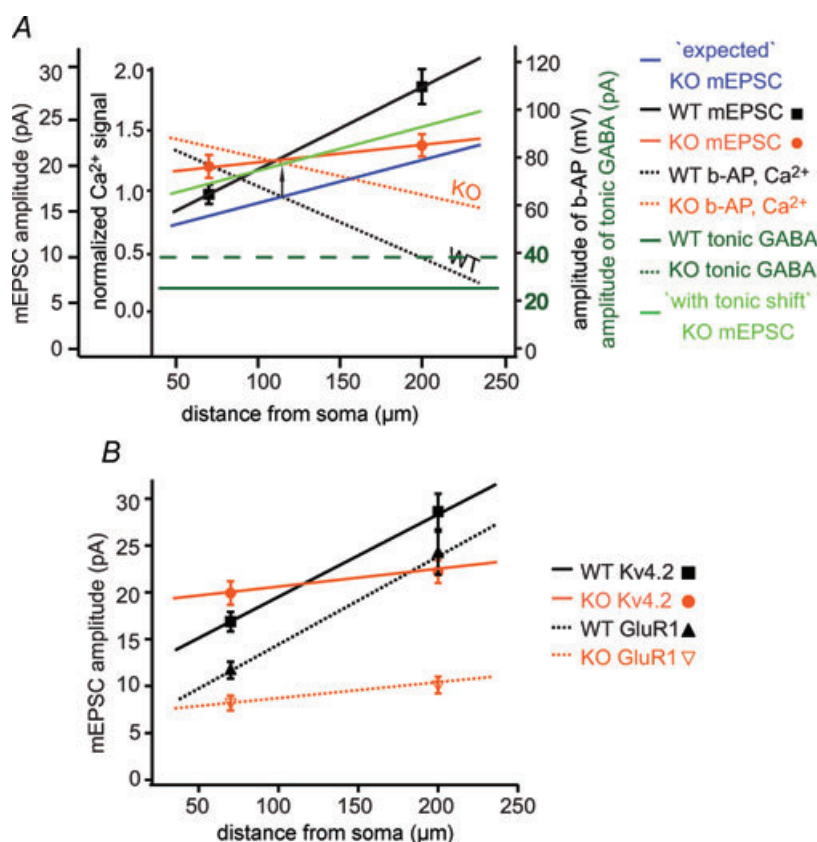 A
mEPSC amplitude (pA)
30
25
20
15
10
5
0
normalized Ca²⁺ signal
2.0
1.5
1.0
0.5
0.0
KO
WT
120
100
80
60
40
20
0
amplitude of b-AP (mV)
amplitude of tonic GABA (pA)
50 100 150 200 250
distance from soma (µm)
`expected`
KO mEPSC
WT mEPSC
KO mEPSC
WT b-AP, Ca²⁺
KO b-AP, Ca²⁺
WT tonic GABA
KO tonic GABA
`with tonic shift`
KO mEPSC
B
mEPSC amplitude (pA)
30
25
20
15
10
5
0
50 100 150 200 250
distance from soma (µm)
WT Kv4.2
KO Kv4.2
WT GluR1
KO GluR1